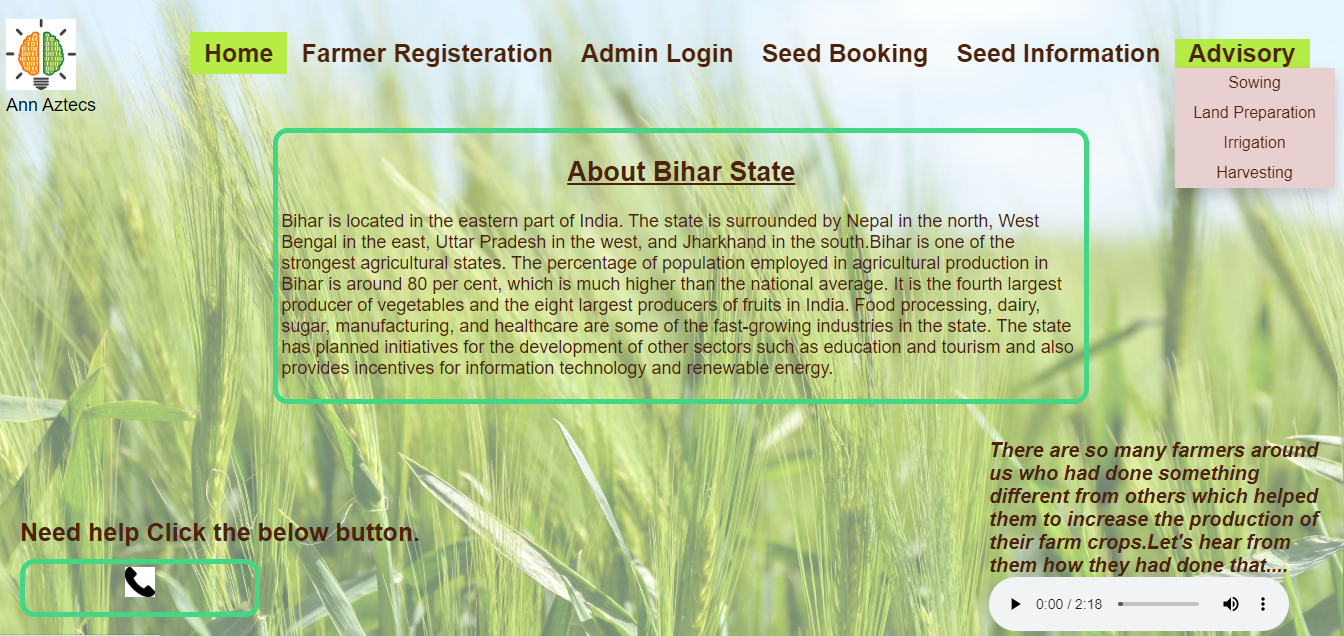 Home Farmer Registeration Admin Login Seed Booking Seed Information Advisory
Ann Aztecs
Sowing
Land Preparation
Irrigation
Harvesting
About Bihar State
Bihar is located in the eastern part of India. The state is surrounded by Nepal in the north, West
Bengal in the east, Uttar Pradesh in the west, and Jharkhand in the south.Bihar is one of the
strongest agricultural states. The percentage of population employed in agricultural production in
Bihar is around 80 per cent, which is much higher than the national average. It is the fourth largest
producer of vegetables and the eight largest producers of fruits in India. Food processing, dairy,
sugar, manufacturing, and healthcare are some of the fast-growing industries in the state. The state
has planned initiatives for the development of other sectors such as education and tourism and also
provides incentives for information technology and renewable energy.
There are so many farmers around
us who had done something
different from others which helped
them to increase the production of
their farm crops.Let's hear from
them how they had done that....
Need help Click the below button.
0:00 / 2:18